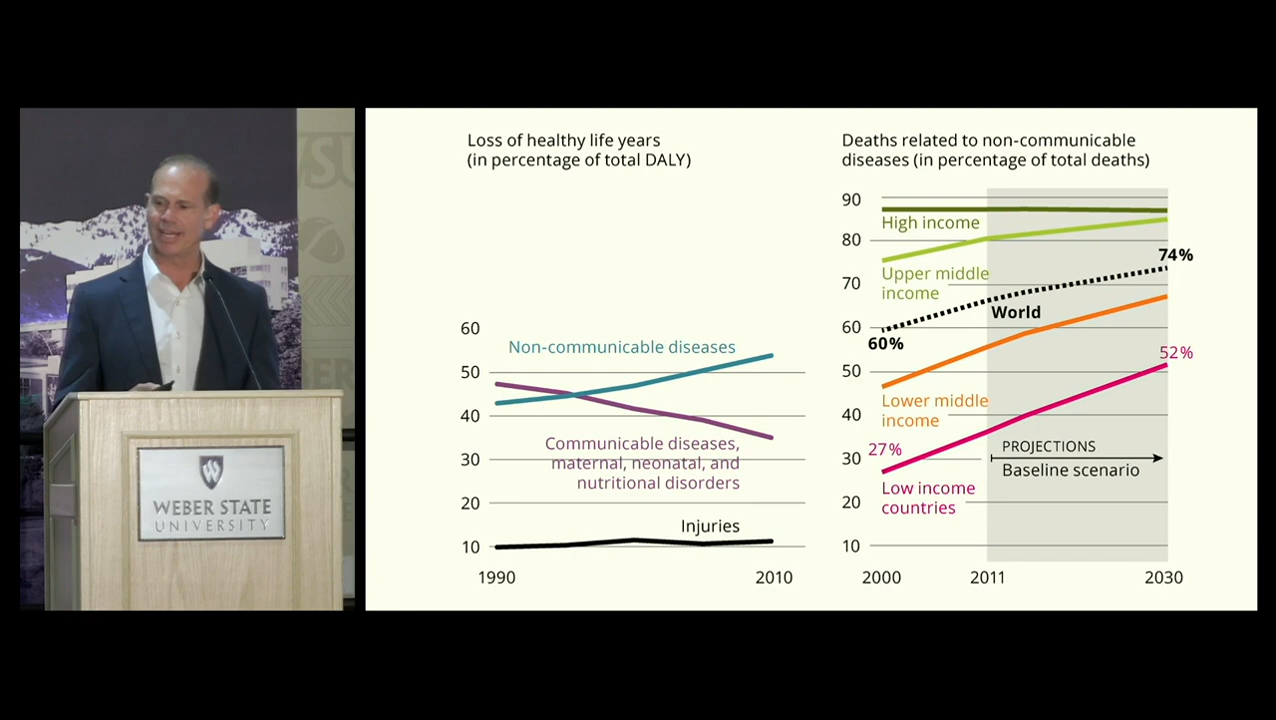 WEBER STATE
UNIVERSITY
Loss of healthy life years
(in percentage of total DALY)
60
Non-communicable diseases
50
40
Communicable diseases,
maternal, neonatal, and
30
nutritional disorders
20
Injuries
10
1990
2010
Deaths related to non-communicable
diseases (in percentage of total deaths)
90
High income
80
74%
Upper middle
income
70
World
60
60%
52%
50
Lower middle
income
40
27%
PROJECTIONS
30
Baseline scenario
Low income
countries
20
10
2000
2011
2030